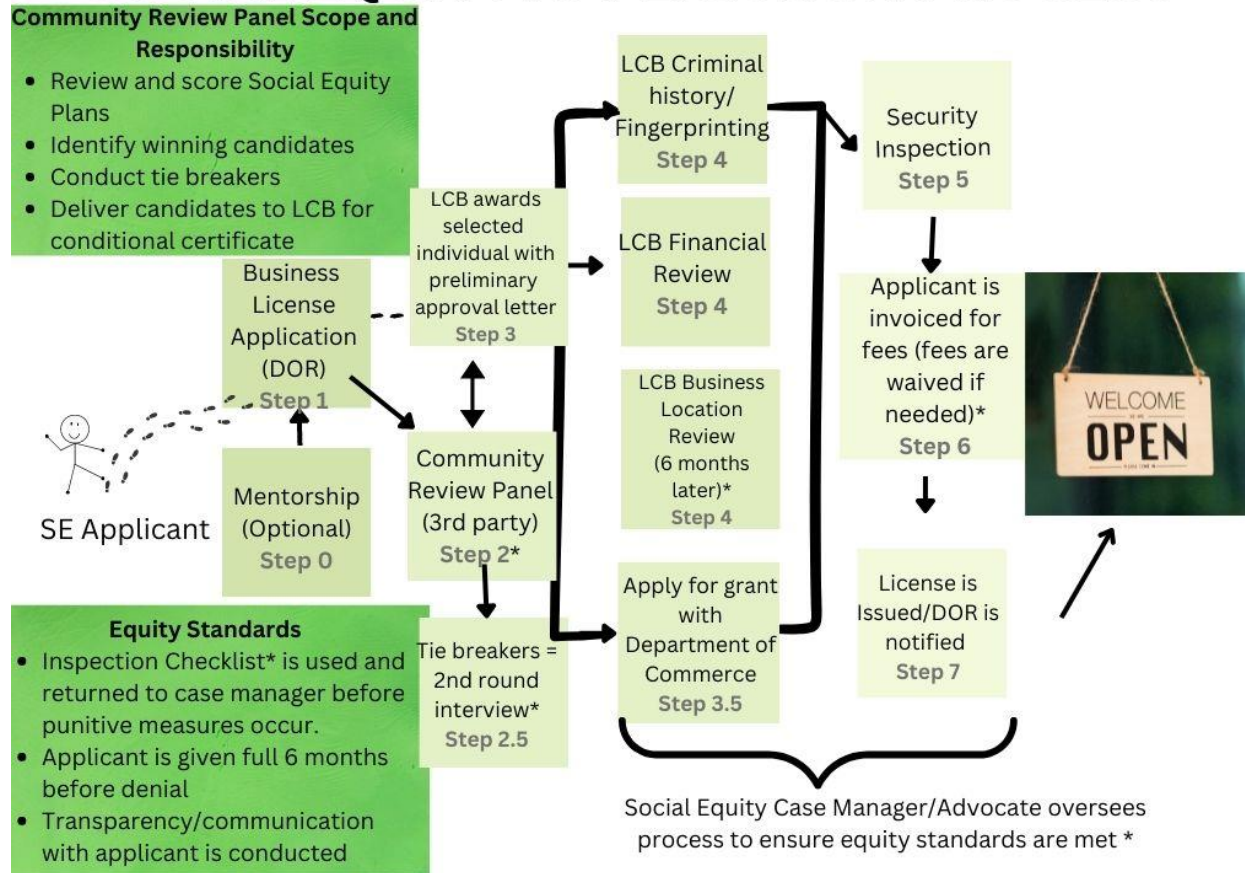 Community Review Panel Scope and
Responsibility
• Review and score Social Equity
Plans
• Identify winning candidates
• Conduct tie breakers
• Deliver candidates to LCB for
conditional certificate
Business
License
Application
(DOR)
Step 1
SE Applicant
Mentorship
(Optional)
Step 0
LCB awards
selected
individual with
preliminary
approval letter
Step 3
Community
Review Panel
(3rd party)
Step 2*
Tie breakers =
2nd round
interview*
Step 2.5
LCB Criminal
history/
Fingerprinting
Step 4
LCB Financial
Review
Step 4
LCB Business
Location
Review
(6 months
later)*
Step 4
Apply for grant
with
Department of
Commerce
Step 3.5
Security
Inspection
Step 5
Applicant is
invoiced for
fees (fees are
waived if
needed)*
Step 6
License is
Issued/DOR is
notified
Step 7
WELCOME
OPEN
Equity Standards
• Inspection Checklist* is used and
returned to case manager before
punitive measures occur.
• Applicant is given full 6 months
before denial
• Transparency/communication
with applicant is conducted
Social Equity Case Manager/Advocate oversees
process to ensure equity standards are met *